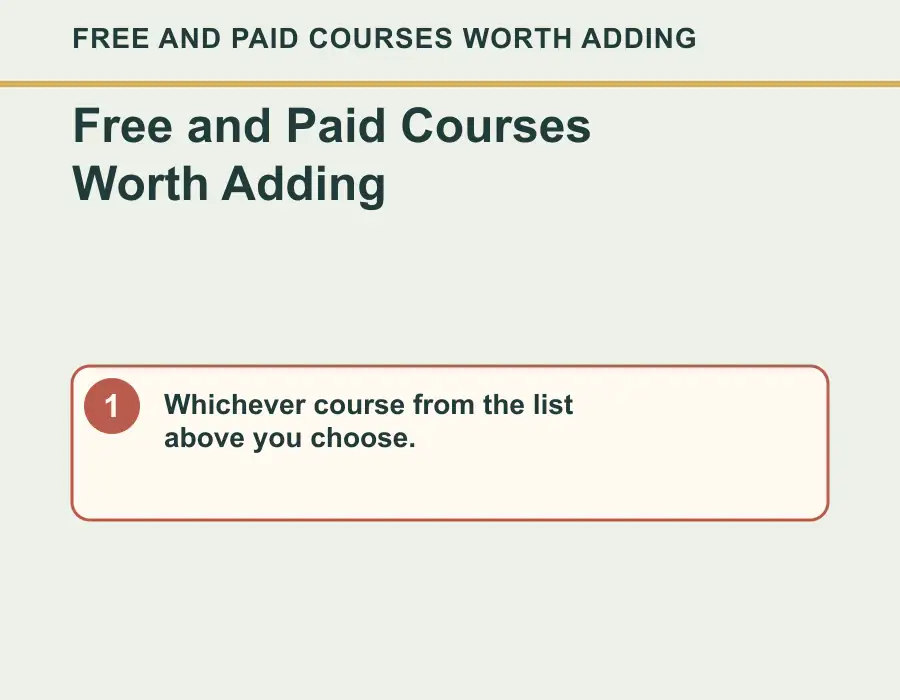 FREE AND PAID COURSES WORTH ADDING
Free and Paid Courses
Worth Adding
1
Whichever course from the list
above you choose.